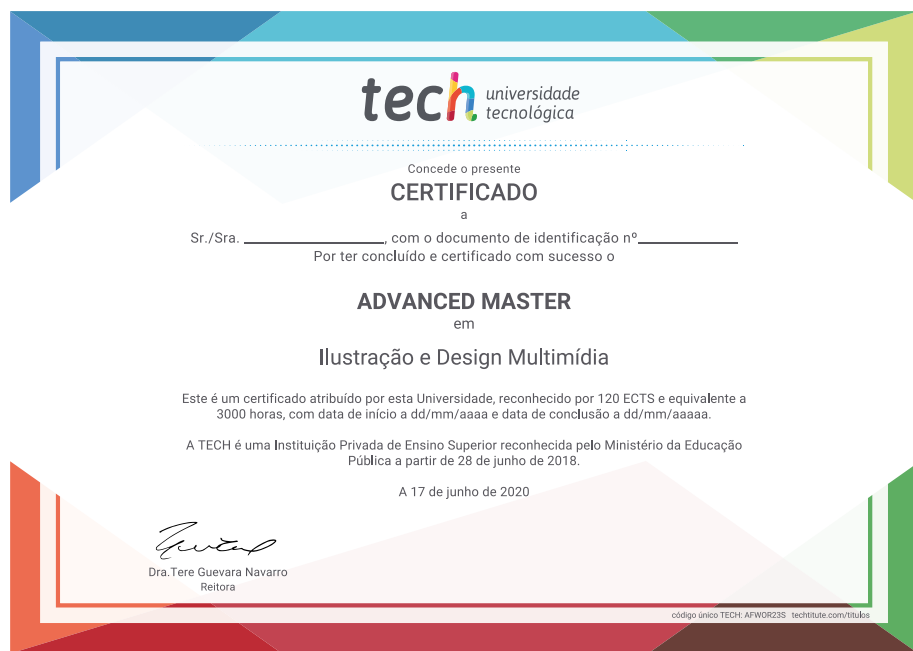 tech universidade
tecnológica
Concede o presente
CERTIFICADO
a
Sr./Sra. ______________, com o documento de identificação nº__________
Por ter concluído e certificado com sucesso o
ADVANCED MASTER
em
Ilustração e Design Multimídia
Este é um certificado atribuído por esta Universidade, reconhecido por 120 ECTS e equivalente a
3000 horas, com data de início a dd/mm/aaaa e data de conclusão a dd/mm/aaaaa.
A TECH é uma Instituição Privada de Ensino Superior reconhecida pelo Ministério da Educação
Pública a partir de 28 de junho de 2018.
A 17 de junho de 2020
Dra.Tere Guevara Navarro
Reitora
código único TECH: AFWOR23S techtitute.com/titulos